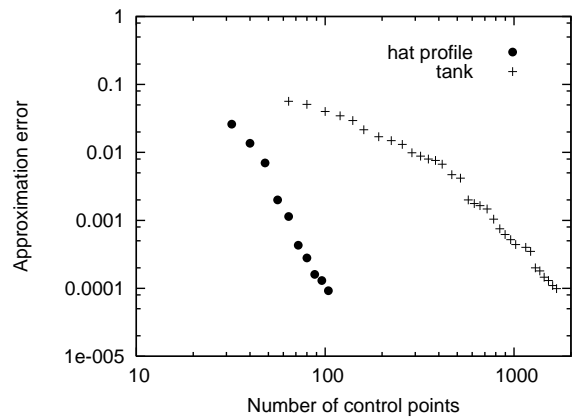 1
0.1
0.01
0.001
0.0001
1e-005
10
100
1000
Approximation error
Number of control points
hat profile
tank